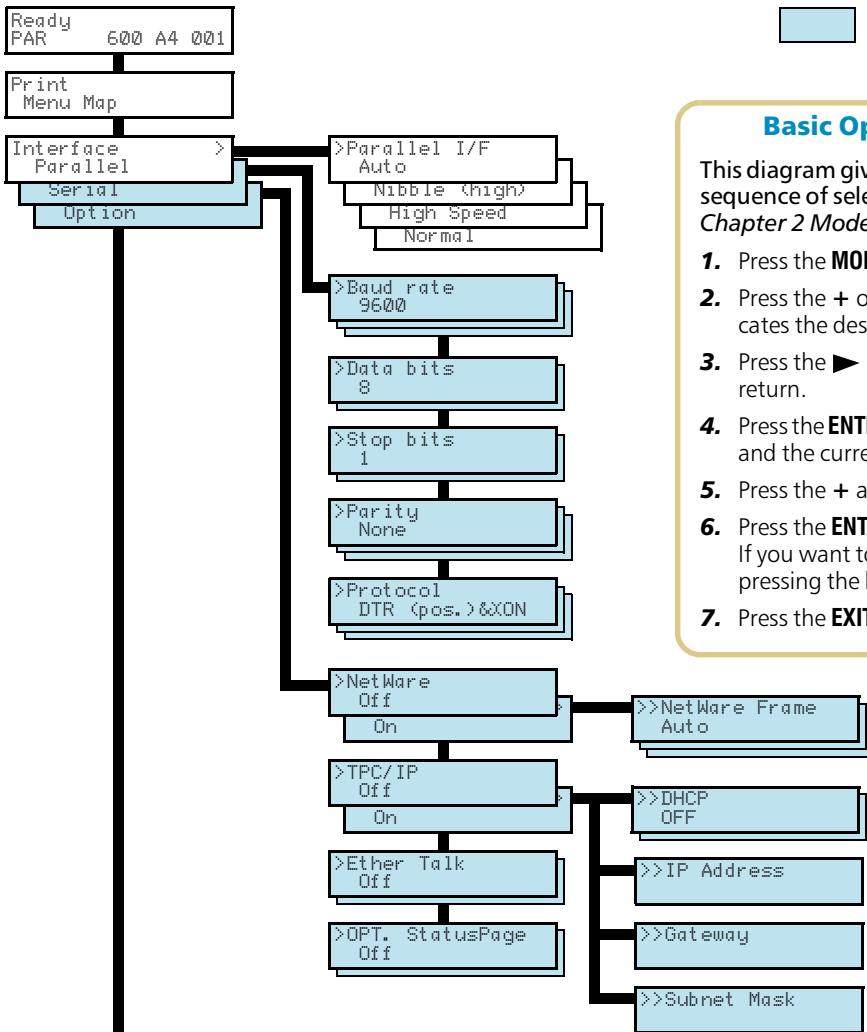 Ready
PAR 600 A4 001
Print
Menu Map
Interface >
Parallel
Serial
Option
>Parallel I/F
Auto
Nibble (high)
High Speed
Normal
>Baud rate
9600
>Data bits
8
>Stop bits
1
>Parity
None
>Protocol
DTR (pos.)&XON
>NetWare
Off
On
>>NetWare Frame
Auto
>TPC/IP
Off
On
>>DHCP
OFF
>>IP Address
>>Gateway
>>Subnet Mask
>Ether Talk
Off
>OPT. StatusPage
Off
Basic Op
This diagram giv
sequence of sele
Chapter 2 Mode
1. Press the MO
2. Press the + o
cates the des
3. Press the ▶
return.
4. Press the ENT
and the curre
5. Press the + a
6. Press the ENT
If you want to
pressing the
7. Press the EXIT